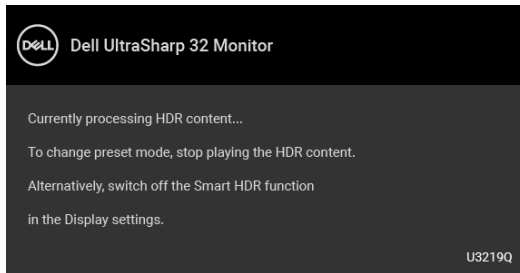 DELL
Dell UltraSharp 32 Monitor
Currently processing HDR content...
To change preset mode, stop playing the HDR content.
Alternatively, switch off the Smart HDR function
in the Display settings.
U3219Q